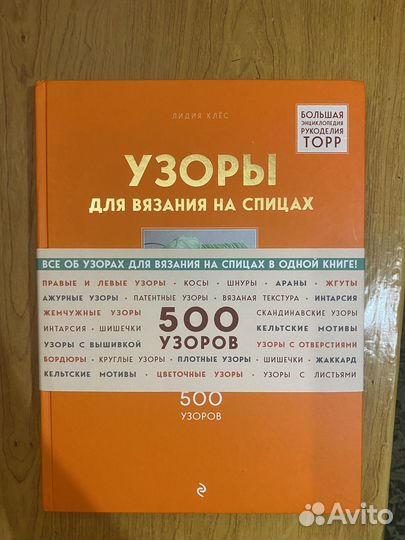 ЛИДИЯ КЛЁС
БОЛЬШАЯ
ЭНЦИКЛОПЕДИЯ
РУКОДЕЛИЯ
ТОРР
УЗОРЫ
ДЛЯ ВЯЗАНИЯ НА СПИЦАХ
ВСЕ ОБ УЗОРАХ ДЛЯ ВЯЗАНИЯ НА СПИЦАХ В ОДНОЙ КНИГЕ!
ПРАВЫЕ И ЛЕВЫЕ УЗОРЫ · КОСЫ · ШНУРЫ · АРАНЫ · ЖГУТЫ
АЖУРНЫЕ УЗОРЫ · ПАТЕНТНЫЕ УЗОРЫ · ВЯЗАНАЯ ТЕКСТУРА · ИНТАРСИЯ
ЖЕМЧУЖНЫЕ УЗОРЫ
СКАНДИНАВСКИЕ УЗОРЫ
ИНТАРСИЯ · ШИШЕЧКИ
КЕЛЬТСКИЕ МОТИВЫ
УЗОРЫ С ВЫШИВКОЙ
УЗОРЫ С ОТВЕРСТИЯМИ
500
УЗОРОВ
БОРДЮРЫ · КРУГЛЫЕ УЗОРЫ · ПЛОТНЫЕ УЗОРЫ · ШИШЕЧКИ · ЖАККАРД
КЕЛЬТСКИЕ МОТИВЫ · ЦВЕТОЧНЫЕ УЗОРЫ · УЗОРЫ С ЛИСТЬЯМИ
500
УЗОРОВ
Avito